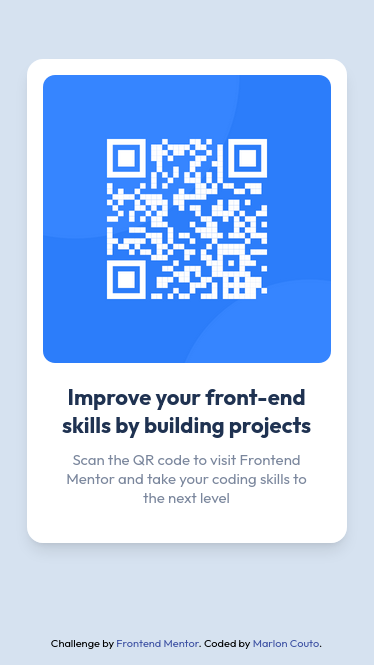 Improve your front-end
skills by building projects
Scan the QR code to visit Frontend
Mentor and take your coding skills to
the next level
Challenge by Frontend Mentor. Coded by Marlon Couto.